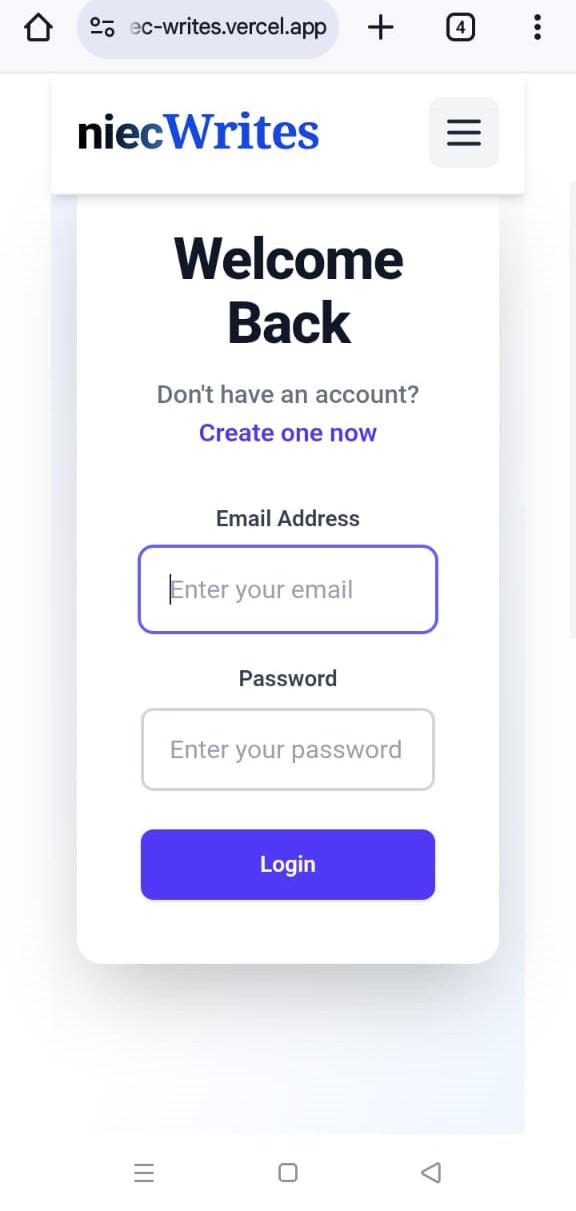 ec-writes.vercel.app
4
niecWrites
Welcome
Back
Don't have an account?
Create one now
Email Address
Enter your email
Password
Enter your password
Login